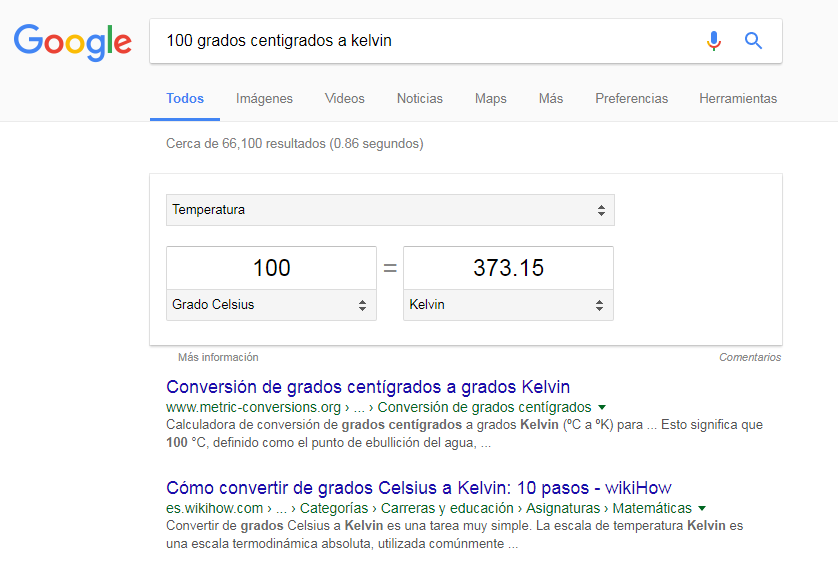 Google
100 grados centigrados a kelvin
Todos Imágenes Videos Noticias Maps Más Preferencias Herramientas
Cerca de 66,100 resultados (0.86 segundos)
Temperatura
100 = 373.15
Grado Celsius Kelvin
Más información Comentarios
Conversión de grados centígrados a grados Kelvin
www.metric-conversions.org › ... › Conversión de grados centígrados
Calculadora de conversión de grados centígrados a grados Kelvin (ºC a ºK) para ... Esto significa que
100 °C, definido como el punto de ebullición del agua, ...
Cómo convertir de grados Celsius a Kelvin: 10 pasos - wikiHow
es.wikihow.com › ... › Categorías › Carreras y educación › Asignaturas › Matemáticas
Convertir de grados Celsius a Kelvin es una tarea muy simple. La escala de temperatura Kelvin es
una escala termodinámica absoluta, utilizada comúnmente ...